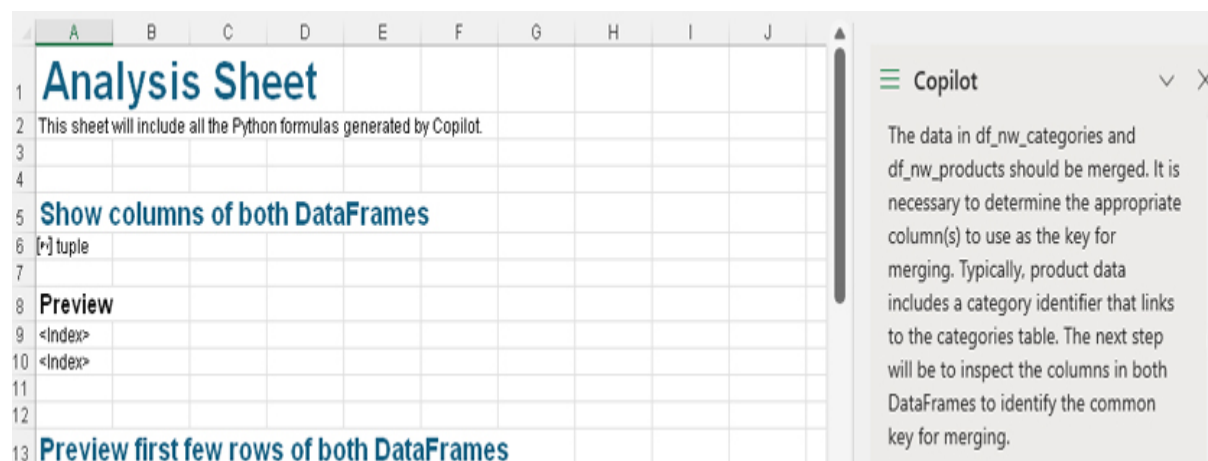 A B C D E F G H I J
1 Analysis Sheet
2 This sheet will include all the Python formulas generated by Copilot.
3
4
5 Show columns of both DataFrames
6 [PY] tuple
7
8 Preview
9 <Index>
10 <Index>
11
12
13 Preview first few rows of both DataFrames
Copilot
The data in df_nw_categories and
df_nw_products should be merged. It is
necessary to determine the appropriate
column(s) to use as the key for
merging. Typically, product data
includes a category identifier that links
to the categories table. The next step
will be to inspect the columns in both
DataFrames to identify the common
key for merging.